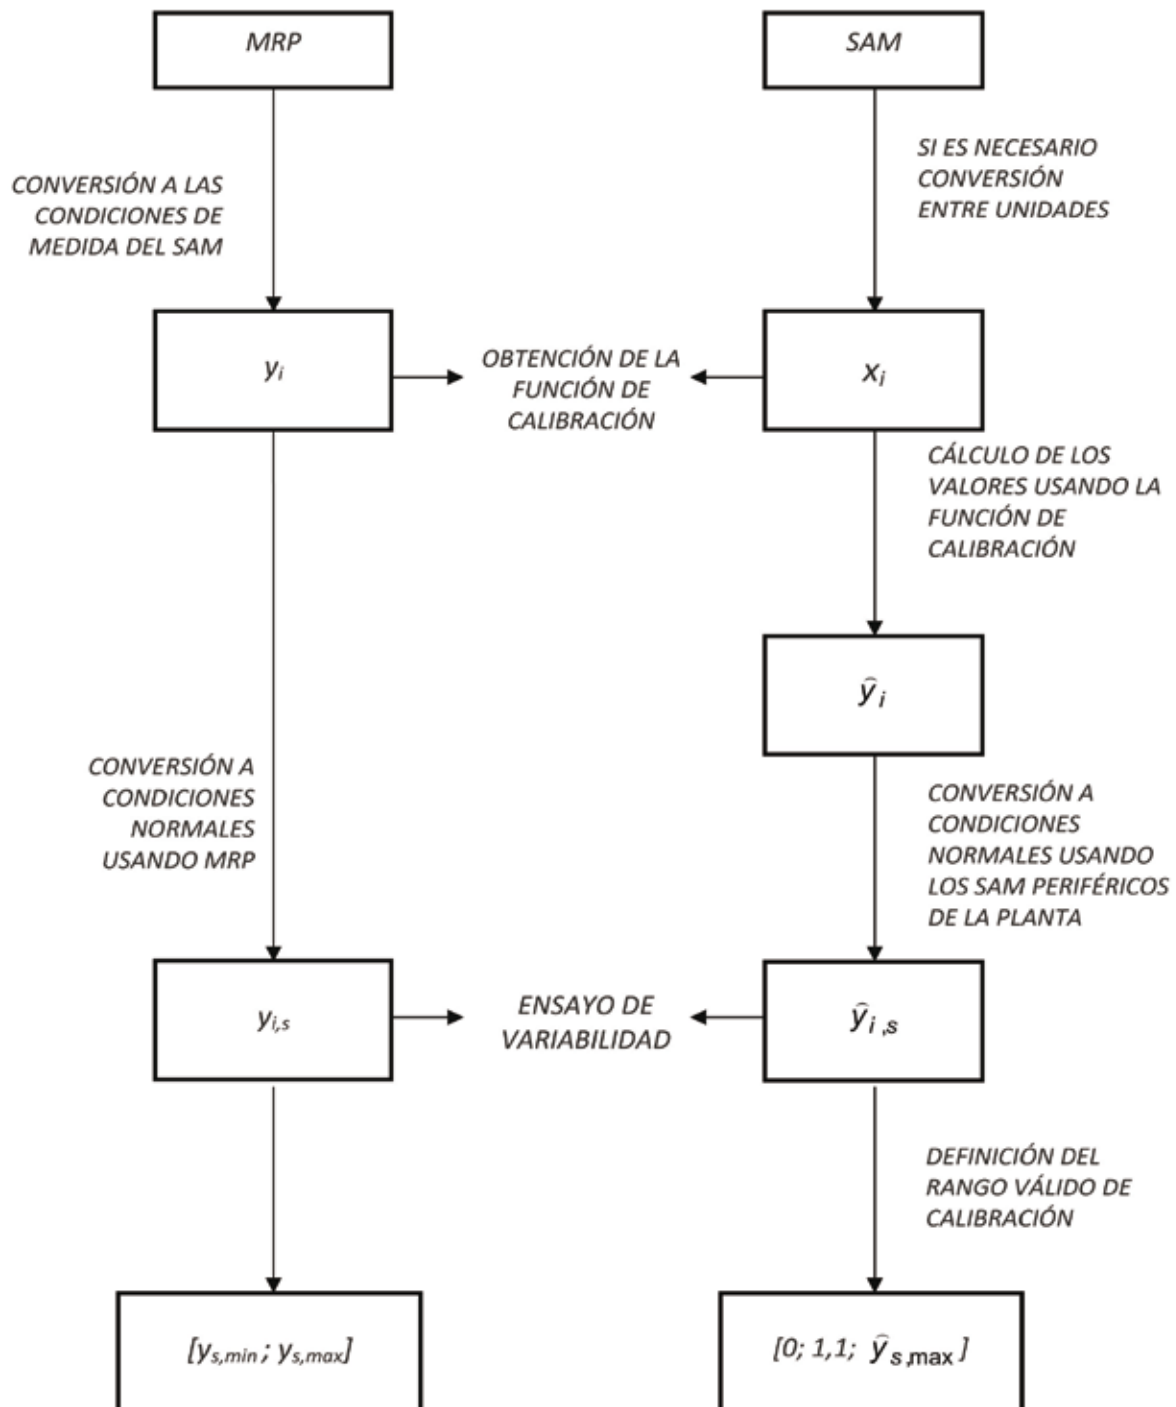 MRP
SAM
CONVERSIÓN A LAS
CONDICIONES DE
MEDIDA DEL SAM
SI ES NECESARIO
CONVERSIÓN
ENTRE UNIDADES
yi
OBTENCIÓN DE LA
FUNCIÓN DE
CALIBRACIÓN
xi
CÁLCULO DE LOS
VALORES USANDO LA
FUNCIÓN DE
CALIBRACIÓN
ŷi
CONVERSIÓN A
CONDICIONES
NORMALES
USANDO MRP
CONVERSIÓN A
CONDICIONES
NORMALES USANDO
LOS SAM PERIFÉRICOS
DE LA PLANTA
yi,s
ENSAYO DE
VARIABILIDAD
ŷi,s
DEFINICIÓN DEL
RANGO VÁLIDO DE
CALIBRACIÓN
[ys,min; ys,max]
[0; 1,1; ŷs,max]